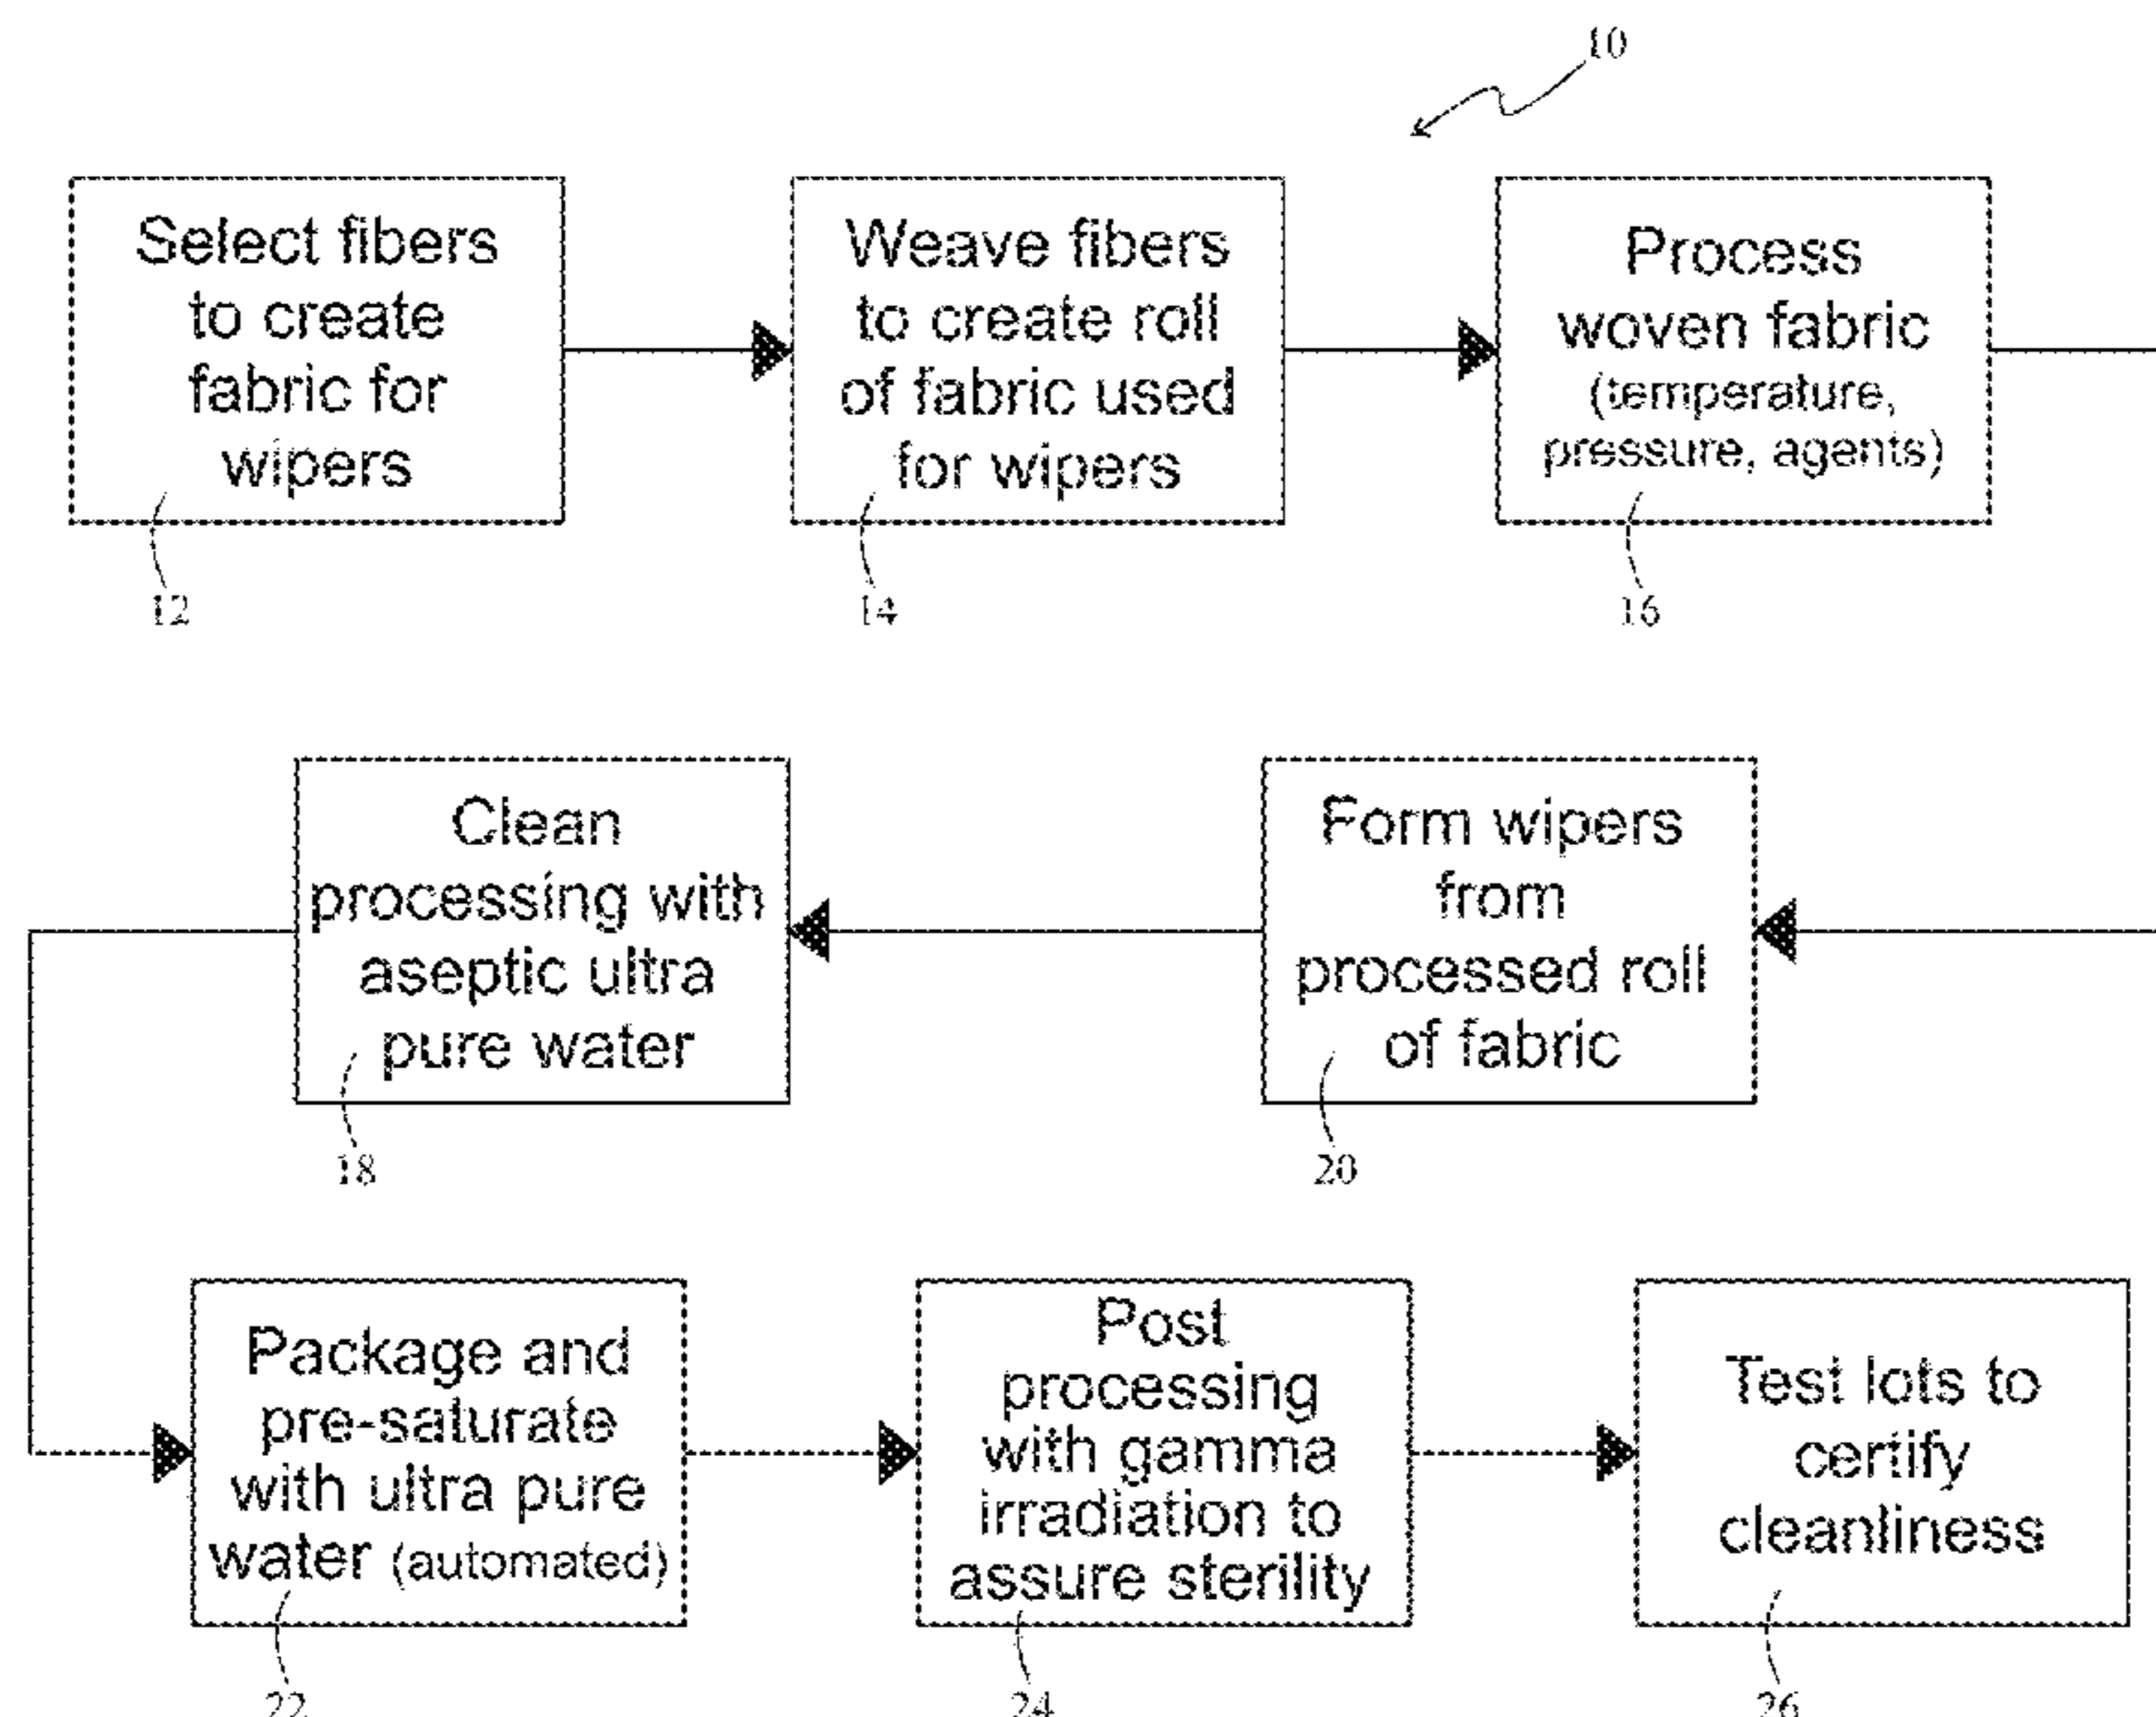 10
Select fibers
to create
fabric for
wipers
12
Weave fibers
to create roll
of fabric used
for wipers
14
Process
woven fabric
(temperature,
pressure, agents)
16
Clean
processing with
aseptic ultra
pure water
18
Form wipers
from
processed roll
of fabric
20
Package and
pre-saturate
with ultra pure
water (automated)
22
Post
processing
with gamma
irradiation to
assure sterility
24
Test lots to
certify
cleanliness
26